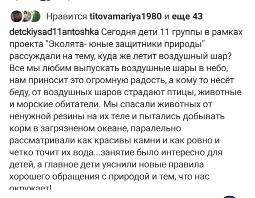 Нравится titovamariya1980 и еще 43
detckiysad11antoshka Сегодня дети 11 группы в рамках
проекта "Эколята- юные защитники природы"
рассуждали на тему, куда же летит воздушный шар?
Все мы любим выпускать воздушные шары в небо,
нам приносит это огромную радость, а кому то несёт
беду, от воздушных шаров страдают птицы, животные
и морские обитатели. Мы спасали животных от
ненужной резины на их теле и пытались добывать
корм в загрязненом океане, паралельно
рассматривали как красивы камни и как ровно и
четко точит их вода...занятие было интересно для
детей, а главное дети уяснили новые правила
хорошего обращения с природой и тем, что нас
окружает!